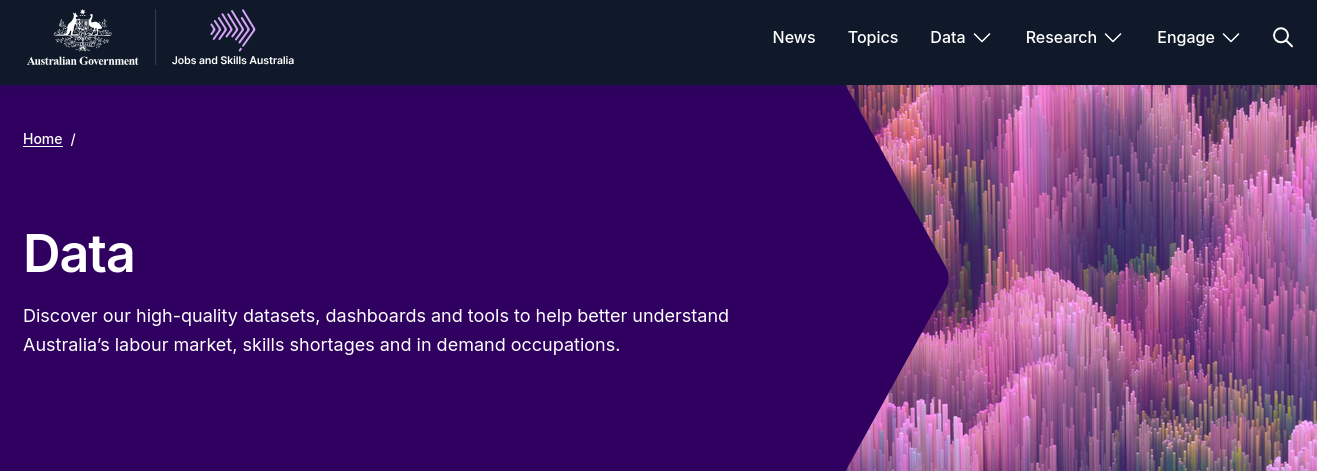 Australian Government
Jobs and Skills Australia
News
Topics
Data
Research
Engage
Home /
Data
Discover our high-quality datasets, dashboards and tools to help better understand
Australia’s labour market, skills shortages and in demand occupations.